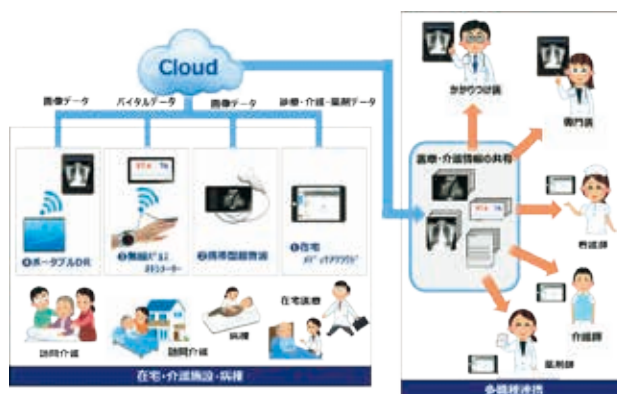 Cloud
画像データ
バイタルデータ
画像データ
診療・介護・薬剤データ
④ポータブルDR
③無線パルス
オキシメーター
②携帯型超音波
①在宅
訪問介護
訪問介護
病棟
在宅医療
在宅・介護施設・病棟
かかりつけ医
専門医
医療・介護情報の共有
看護師
介護師
薬剤師
多職種連携